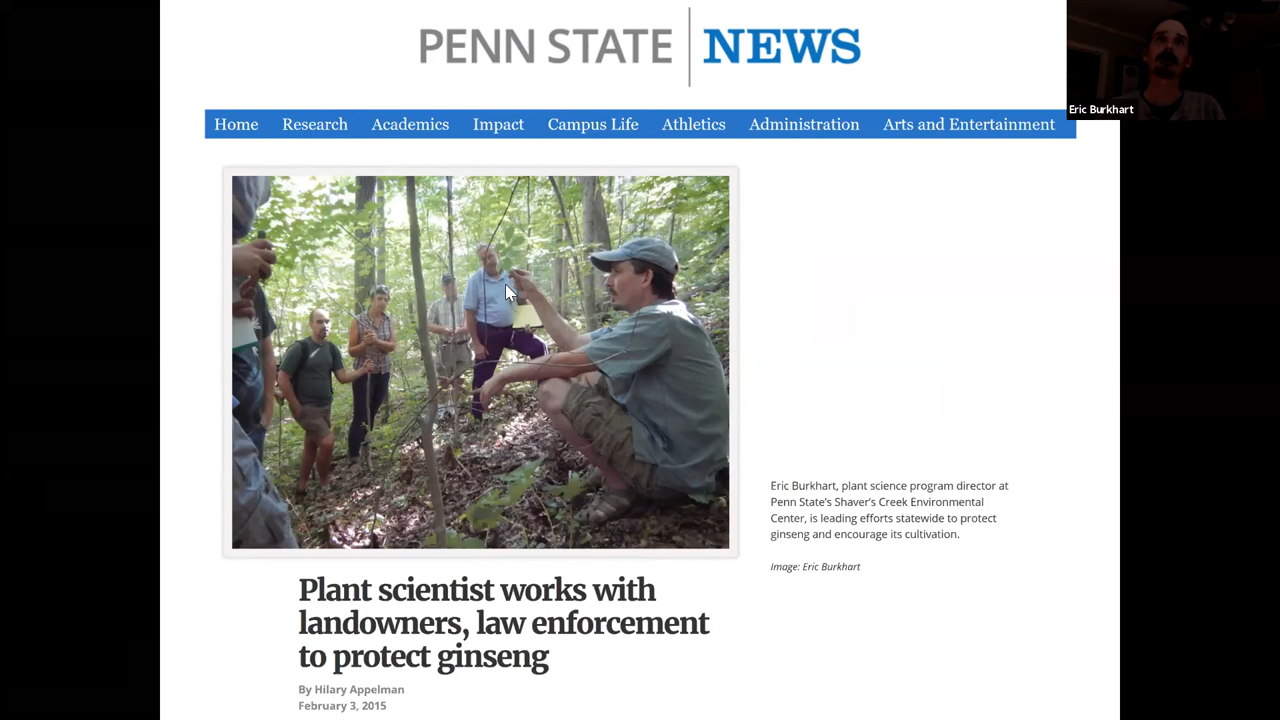 PENN STATE NEWS
Eric Burkhart
Home Research Academics Impact Campus Life Athletics Administration Arts and Entertainment
Eric Burkhart, plant science program director at
Penn State's Shaver's Creek Environmental
Center, is leading efforts statewide to protect
ginseng and encourage its cultivation.
Image: Eric Burkhart
Plant scientist works with
landowners, law enforcement
to protect ginseng
By Hilary Appelman
February 3, 2015